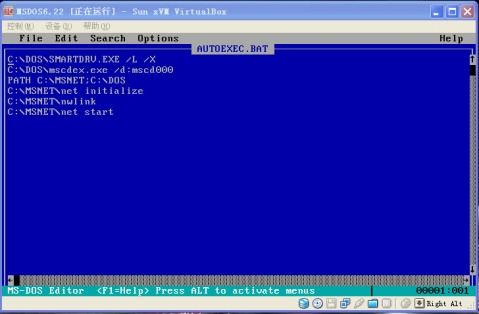 MSDOS6.22 [正在运行] - Sun xVM VirtualBox
控制(M) 设备(D) 帮助(H)
File Edit Search Options Help
AUTOEXEC.BAT
C:\DOS\SMARTDRV.EXE /L /X
C:\DOS\mscdex.exe /d:mscd000
PATH C:\MSNET;C:\DOS
C:\MSNET\net initialize
C:\MSNET\nwlink
C:\MSNET\net start
MS-DOS Editor <F1=Help> Press ALT to activate menus 00001:001
Right Alt